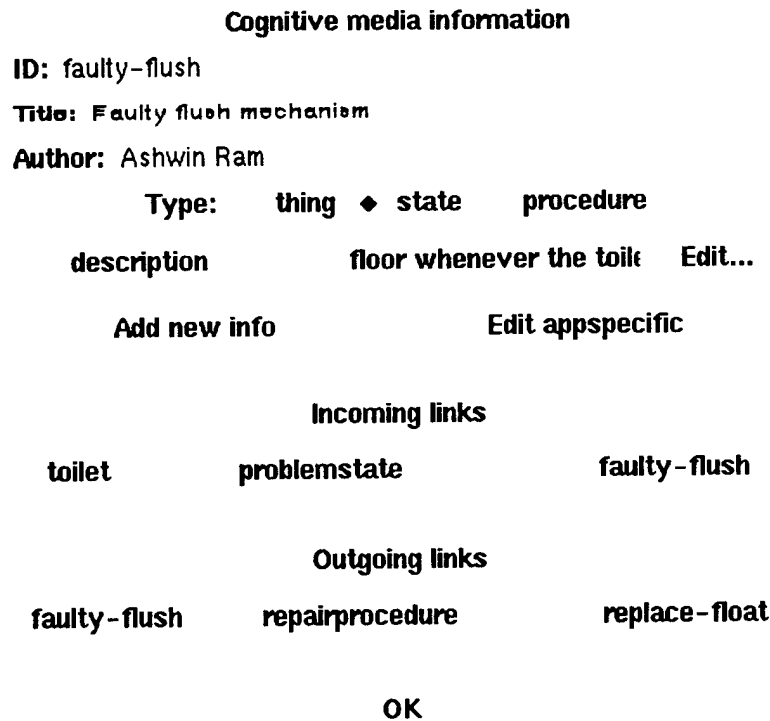 Cognitive media information
ID: faulty-flush
Title: Faulty flush mechanism
Author: Ashwin Ram
Type: thing ◆ state procedure
description floor whenever the toile Edit...
Add new info Edit appspecific
Incoming links
toilet problemstate faulty-flush
Outgoing links
faulty-flush repairprocedure replace-float
OK